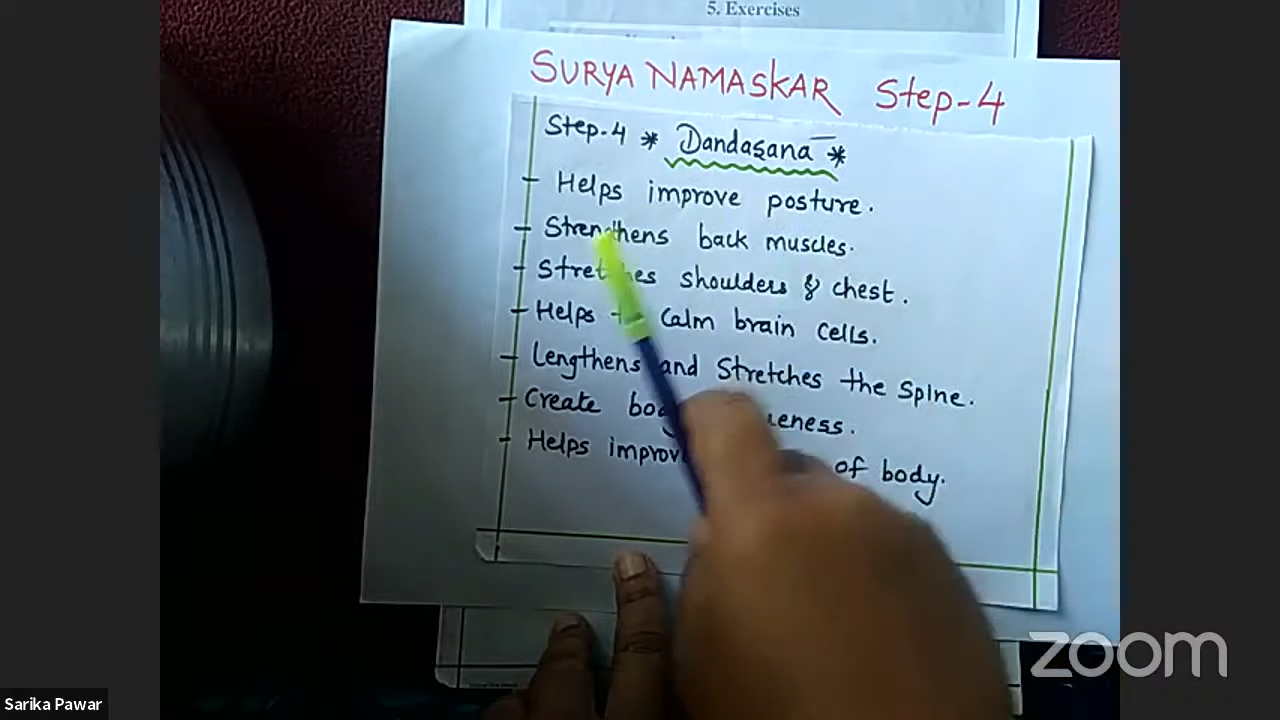 5. Exercises
SURYA NAMASKAR Step-4
Step-4 * Dandasana *
- Helps improve posture.
- Strengthens back muscles.
- Stretches shoulders & chest.
- Helps calm brain cells.
- Lengthens and Stretches the Spine.
- Create
- Helps of body.
zoom
Sarika Pawar